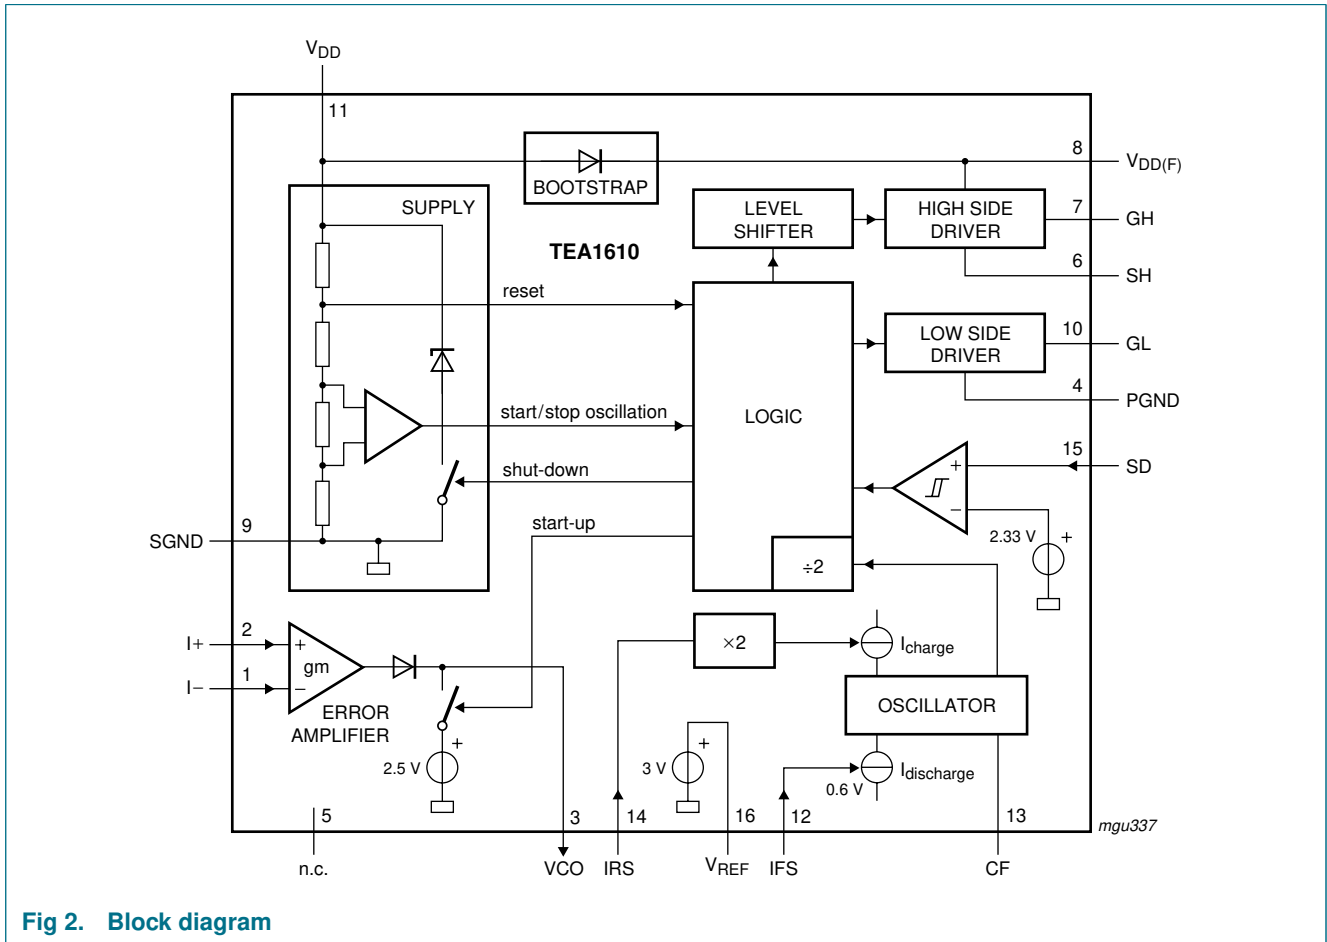 VDD
11
8
VDD(F)
BOOTSTRAP
SUPPLY
LEVEL
SHIFTER
HIGH SIDE
DRIVER
7
GH
TEA1610
6
SH
reset
LOW SIDE
DRIVER
10
GL
4
PGND
start/stop oscillation
LOGIC
15
SD
+
−
shut-down
start-up
9
SGND
2.33 V
+
÷2
2
I+
+
gm
1
I−
−
ERROR
AMPLIFIER
×2
Icharge
OSCILLATOR
2.5 V
+
3 V
+
Idischarge
0.6 V
5
3
14
16
12
13
mgu337
n.c.
VCO
IRS
VREF
IFS
CF
Fig 2. Block diagram